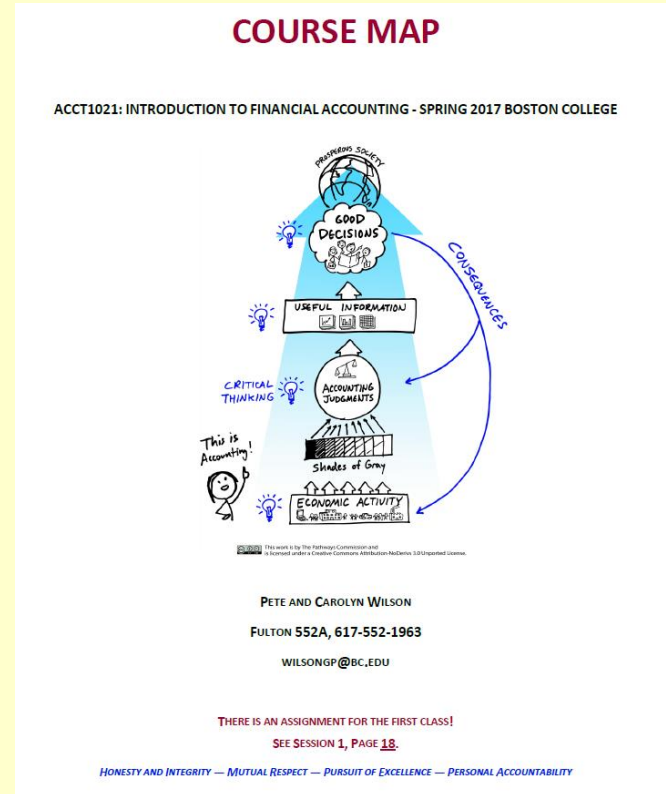 COURSE MAP
ACCT1021: INTRODUCTION TO FINANCIAL ACCOUNTING - SPRING 2017 BOSTON COLLEGE
PROSPEROUS SOCIETY
GOOD
DECISIONS
CONSEQUENCES
USEFUL INFORMATION
CRITICAL
THINKING
ACCOUNTING
JUDGMENTS
This is
Accounting!
Shades of Gray
ECONOMIC ACTIVITY
This work is by The Pathways Commission and
is licensed under a Creative Commons Attribution-NoDerivs 3.0 Unported License.
PETE AND CAROLYN WILSON
FULTON 552A, 617-552-1963
WILSONGP@BC.EDU
THERE IS AN ASSIGNMENT FOR THE FIRST CLASS!
SEE SESSION 1, PAGE 18.
HONESTY AND INTEGRITY — MUTUAL RESPECT — PURSUIT OF EXCELLENCE — PERSONAL ACCOUNTABILITY